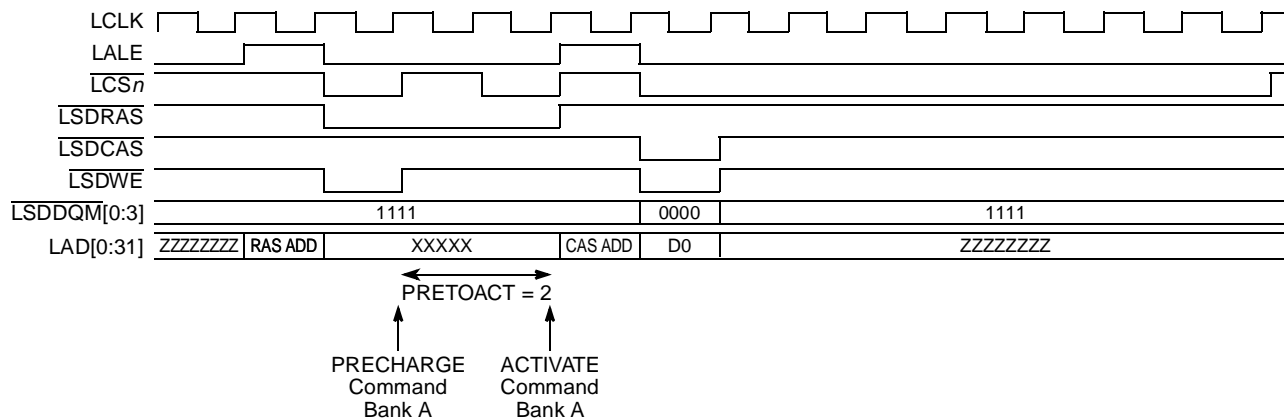 LCLK
LALE
LCSn
LSDRAS
LSDCAS
LSDWE
LSDDQM[0:3] 1111 0000 1111
LAD[0:31] ZZZZZZZZ RAS ADD XXXXX CAS ADD D0 ZZZZZZZZ
PRETOACT = 2
PRECHARGE ACTIVATE
Command Command
Bank A Bank A